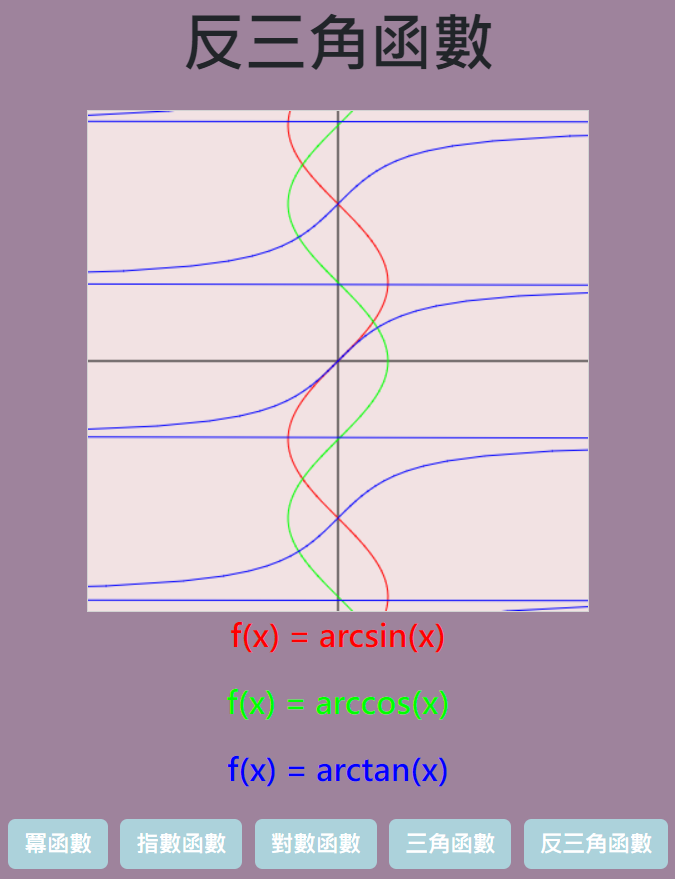 反三角函數
f(x) = arcsin(x)
f(x) = arccos(x)
f(x) = arctan(x)
冪函數 指數函數 對數函數 三角函數 反三角函數